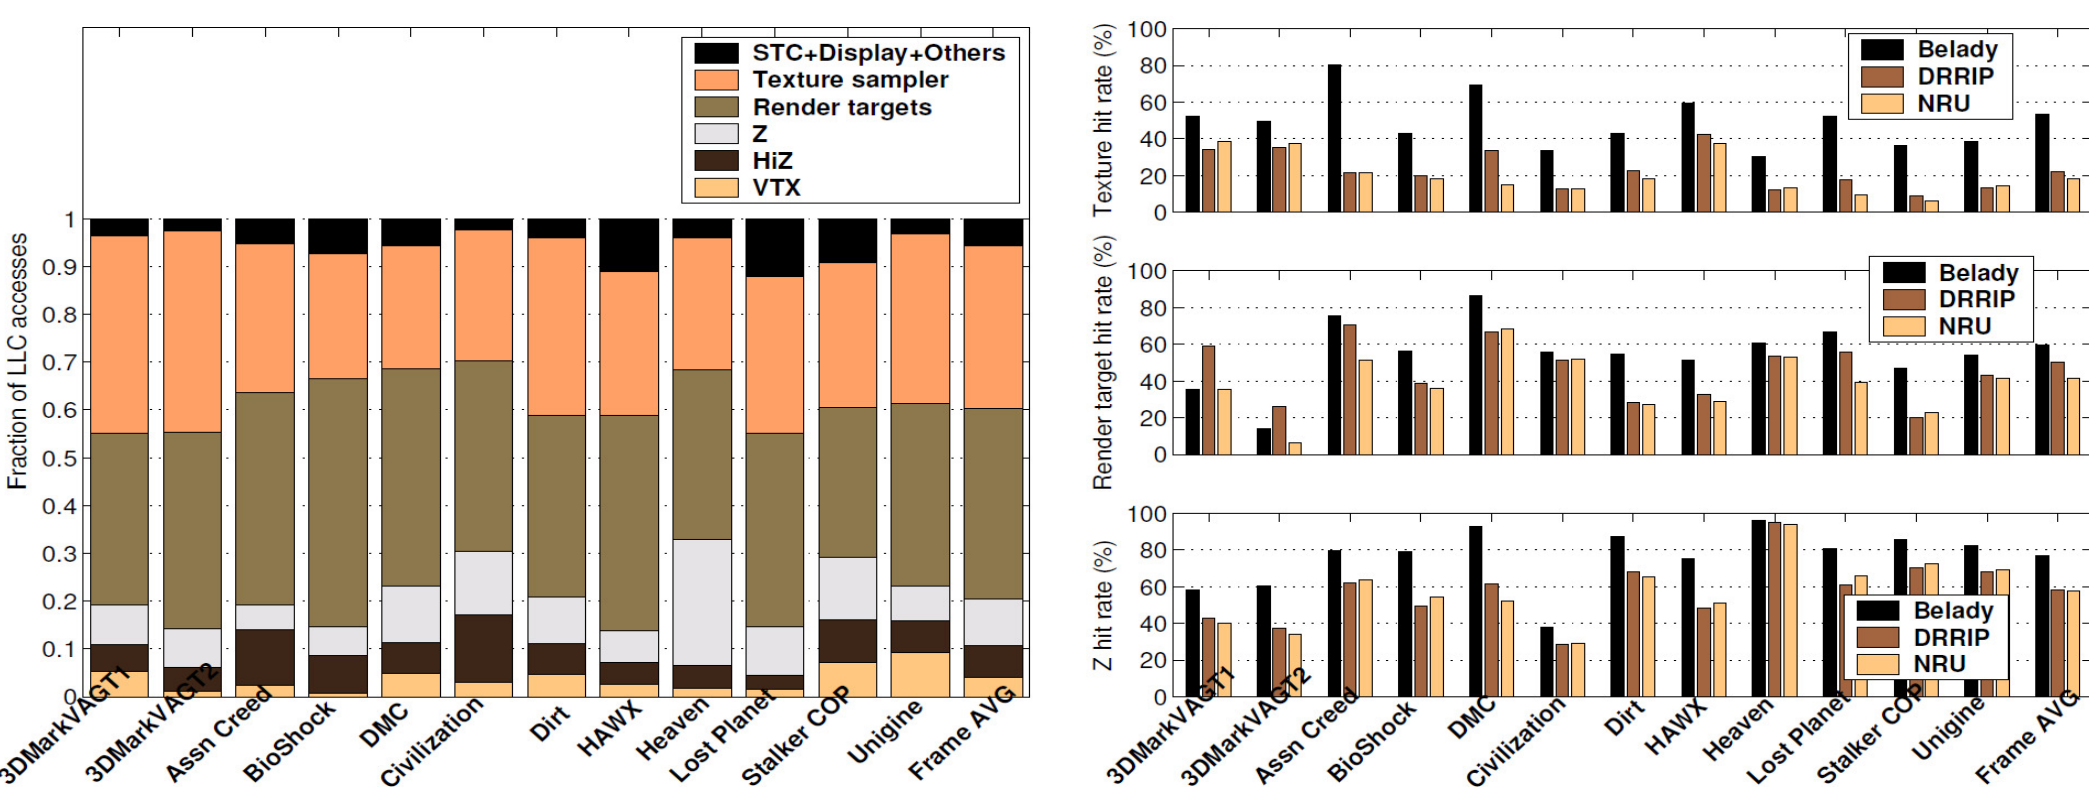 STC+Display+Others
Texture sampler
Render targets
Z
HiZ
VTX
Fraction of LLC accesses
1
0.9
0.8
0.7
0.6
0.5
0.4
0.3
0.2
0.1
0
3DMarkVAGT1
3DMarkVAGT2
Assn Creed
BioShock
DMC
Civilization
Dirt
HAWX
Heaven
Lost Planet
Stalker COP
Unigine
Frame AVG
Texture hit rate (%)
100
80
60
40
20
0
Belady
DRRIP
NRU
Render target hit rate (%)
100
80
60
40
20
0
Belady
DRRIP
NRU
Z hit rate (%)
100
80
60
40
20
0
Belady
DRRIP
NRU
3DMarkVAGT1
3DMarkVAGT2
Assn Creed
BioShock
DMC
Civilization
Dirt
HAWX
Heaven
Lost Planet
Stalker COP
Unigine
Frame AVG